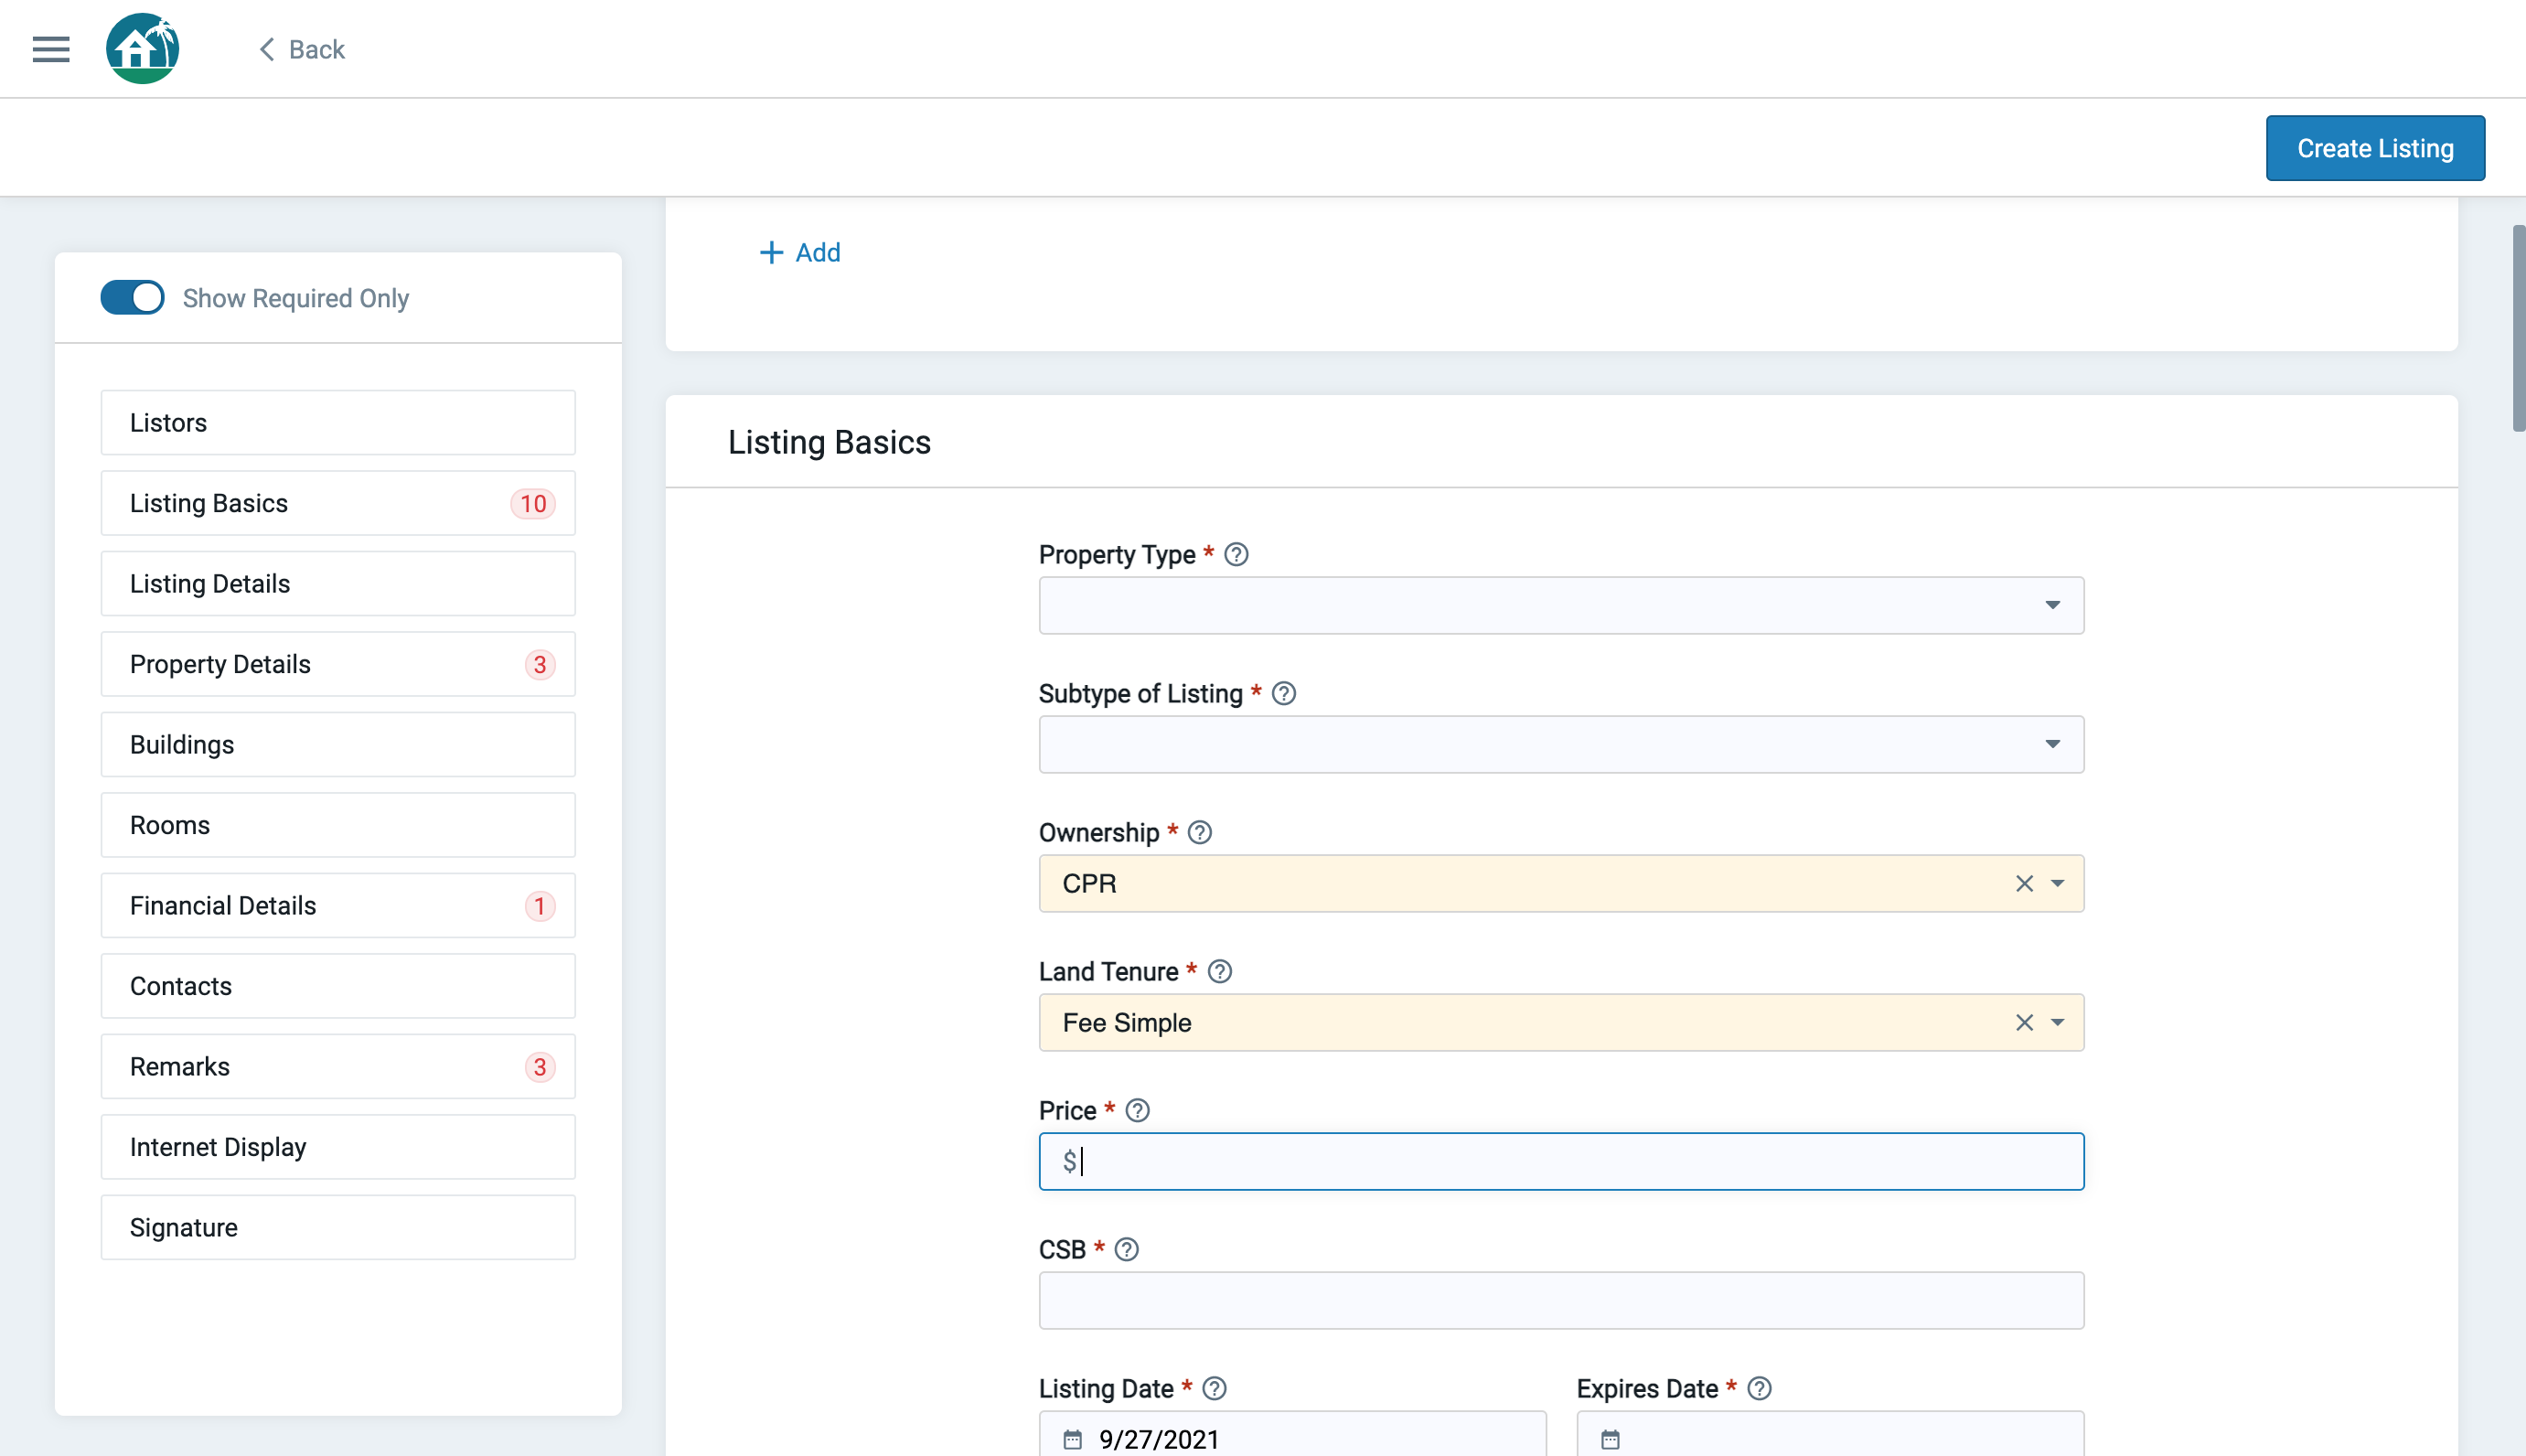 Back
Create Listing
Add
Show Required Only
Listors
Listing Basics 10
Listing Details
Property Details 3
Buildings
Rooms
Financial Details 1
Contacts
Remarks 3
Internet Display
Signature
Listing Basics
Property Type *
Subtype of Listing *
Ownership *
CPR
Land Tenure *
Fee Simple
Price *
$
CSB *
Listing Date * Expires Date *
9/27/2021